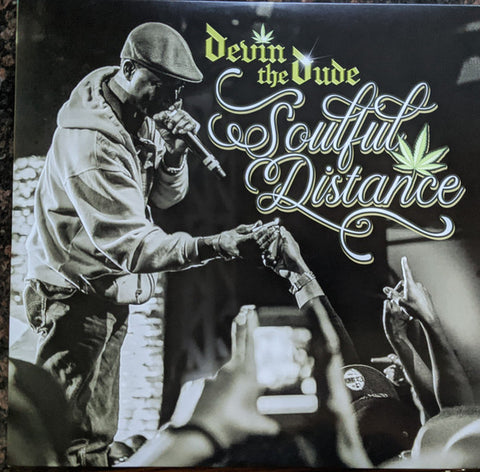 Devin
the Dude
Soulful
Distance